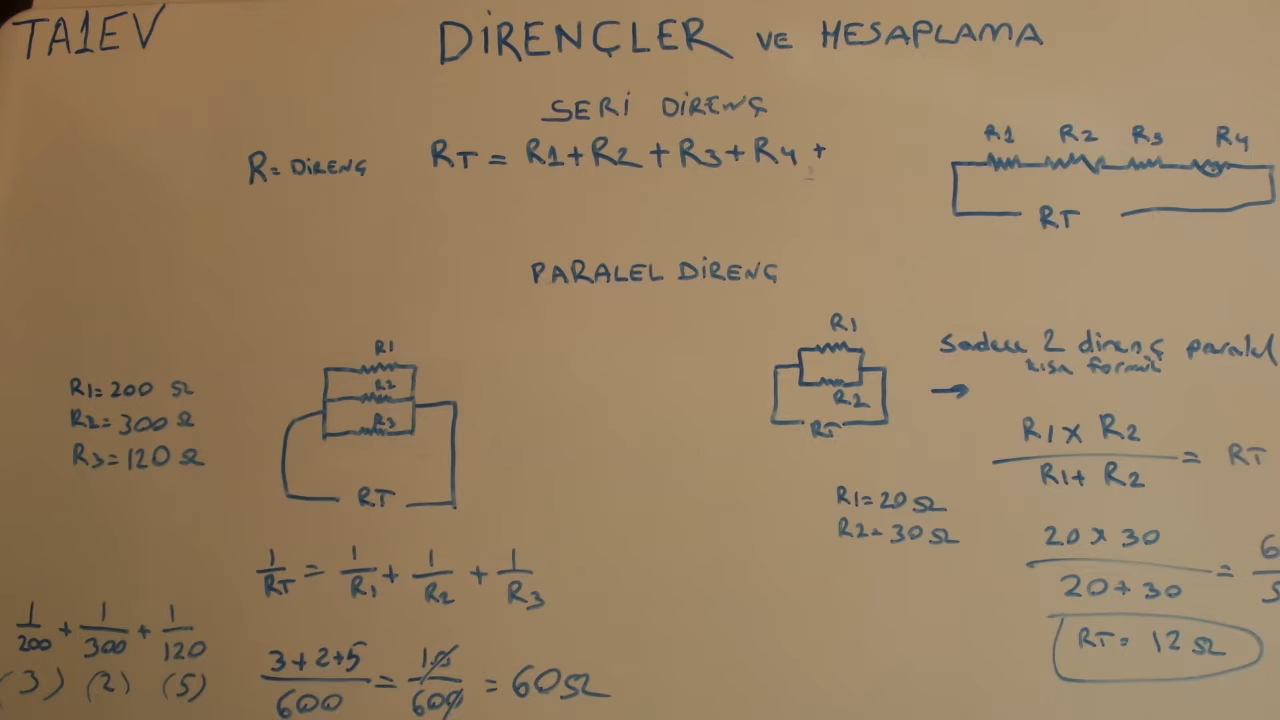 TA1EV
DİRENÇLER VE HESAPLAMA
SERİ DİRENÇ
R = DİRENÇ
RT = R1 + R2 + R3 + R4 +
R1 R2 R3 R4
RT
PARALEL DİRENÇ
R1 = 200 Ω
R2 = 300 Ω
R3 = 120 Ω
R1
R2
R3
RT
1/RT = 1/R1 + 1/R2 + 1/R3
1/200 + 1/300 + 1/120
(3) (2) (5)
3+2+5/600 = 10/600 = 60Ω
R1
R2
RT
Sadece 2 direnç paralel
kısa formül
R1 x R2/R1 + R2 = RT
R1 = 20 Ω
R2 = 30 Ω
20 x 30/20 + 30 =
RT = 12 Ω